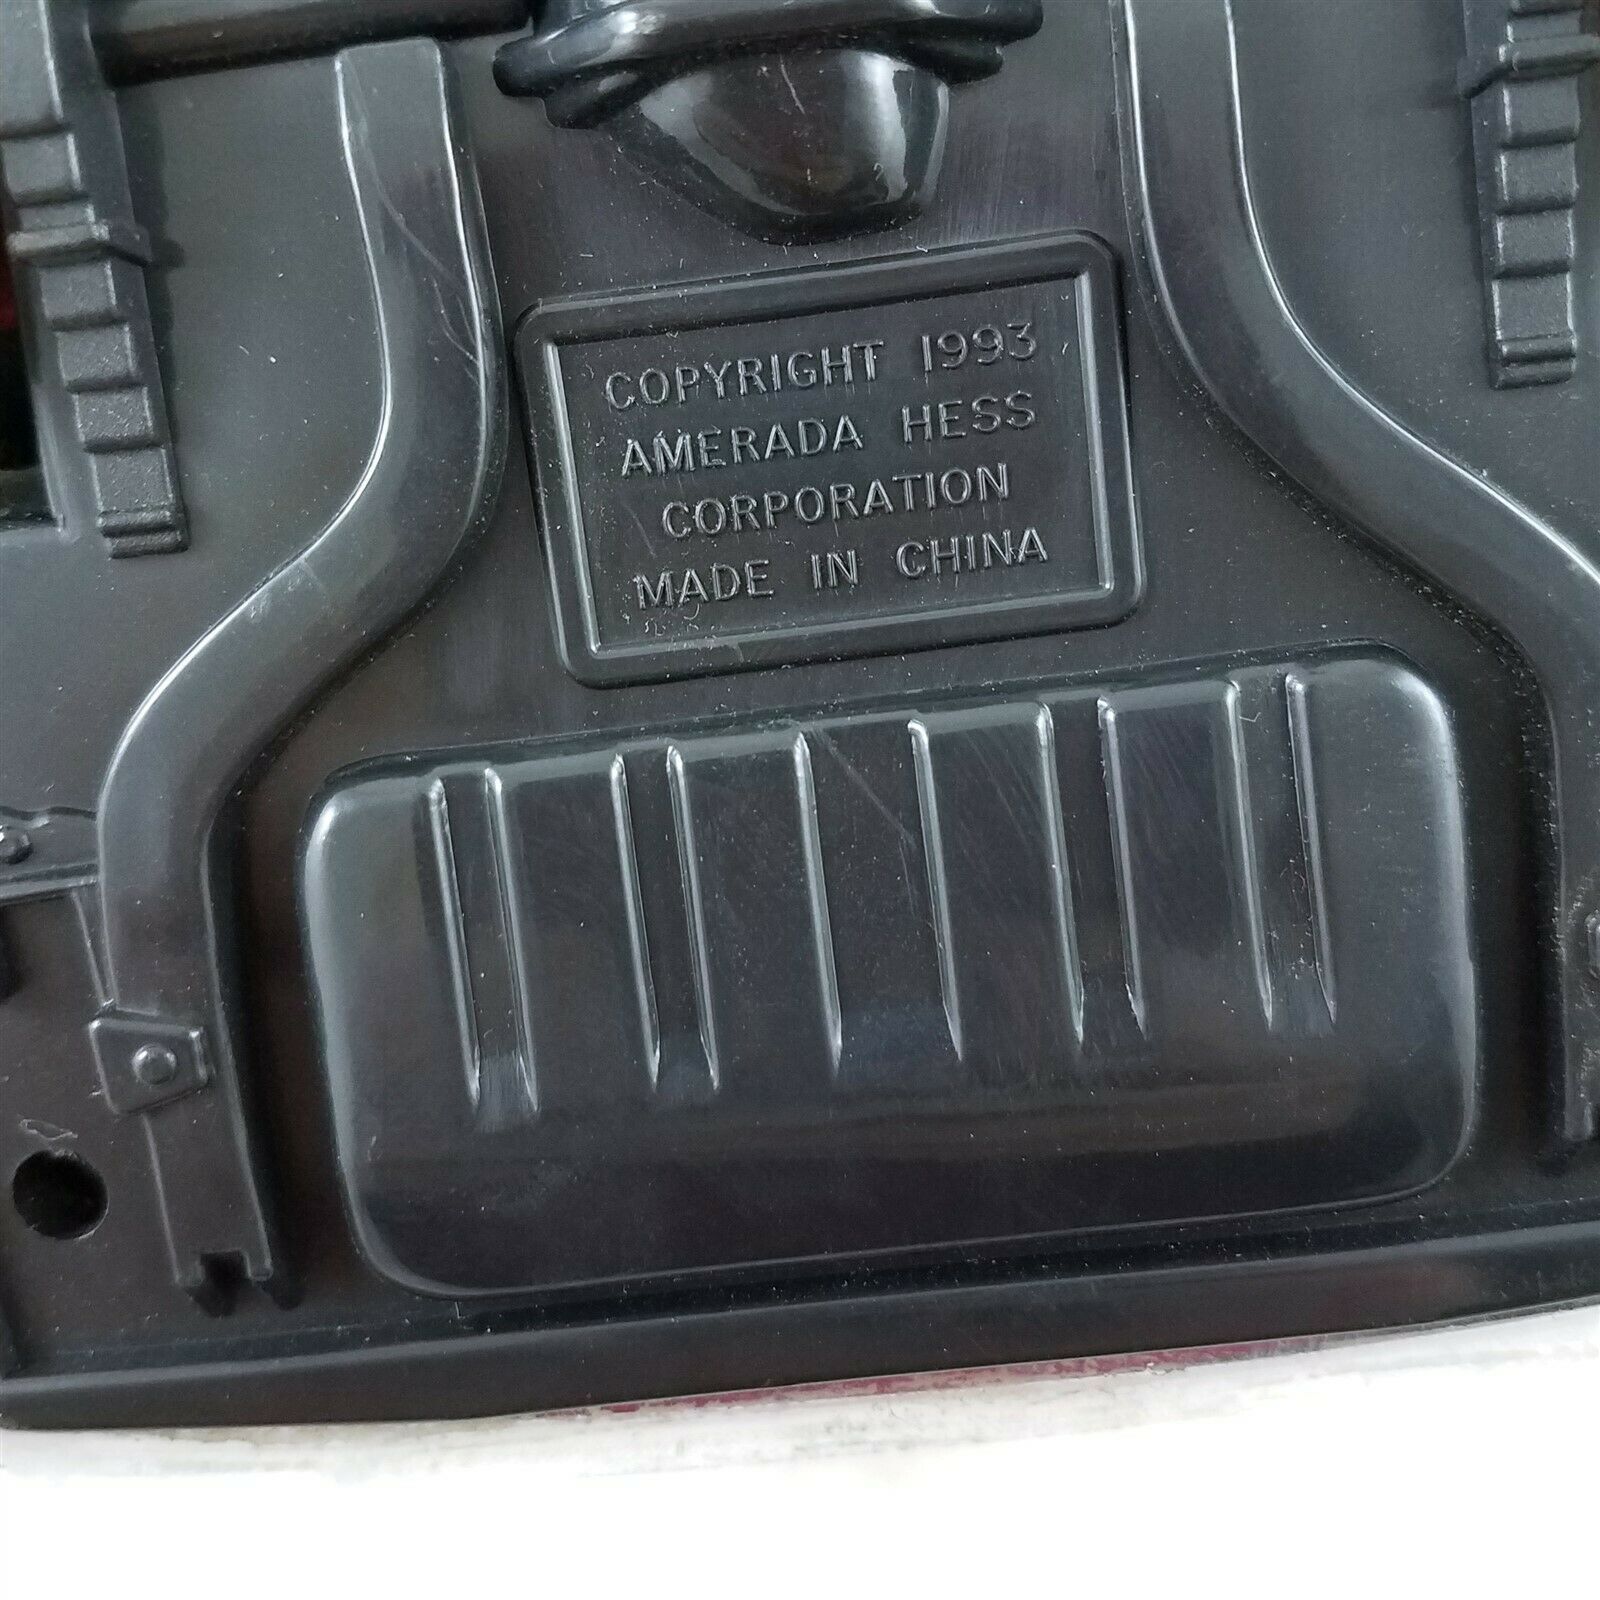 COPYRIGHT 1993
AMERADA HESS
CORPORATION
MADE IN CHINA